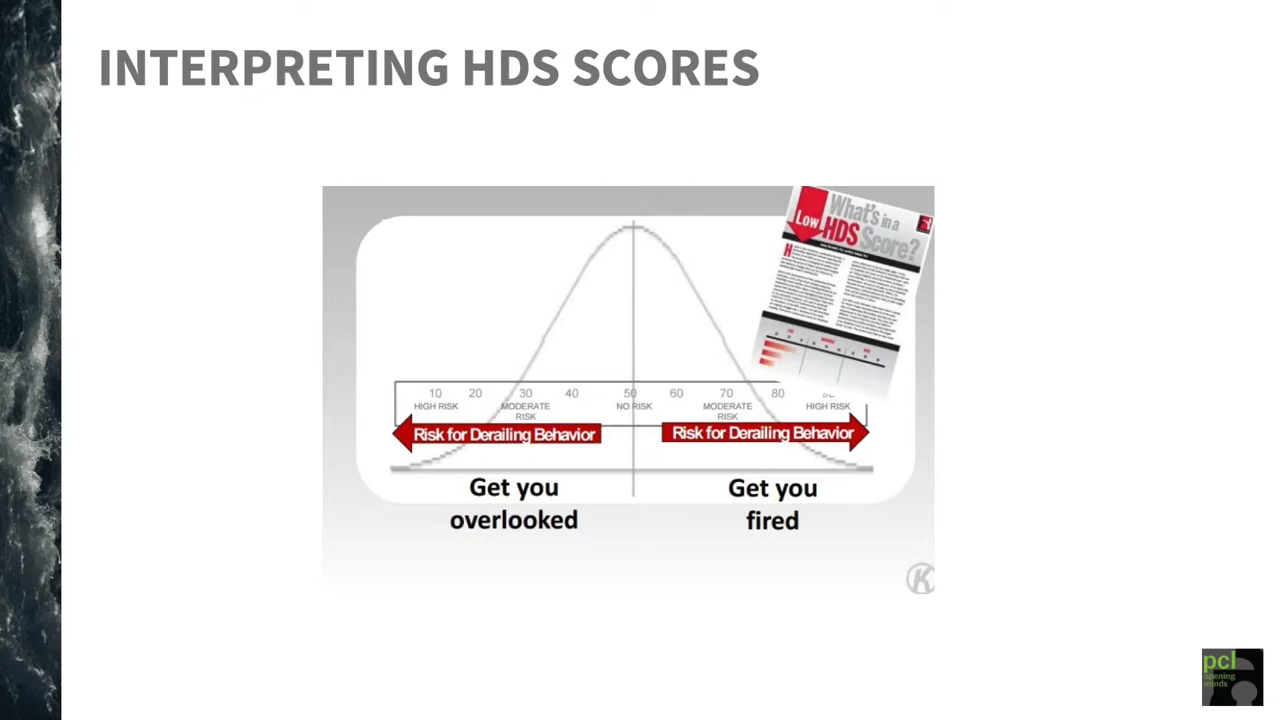 INTERPRETING HDS SCORES
What's in a
Low HDS Score?
10 20 30 40 50 60 70 80
HIGH RISK MODERATE NO RISK MODERATE HIGH RISK
RISK RISK
Risk for Derailing Behavior Risk for Derailing Behavior
Get you Get you
overlooked fired
K
pcl
opening
minds